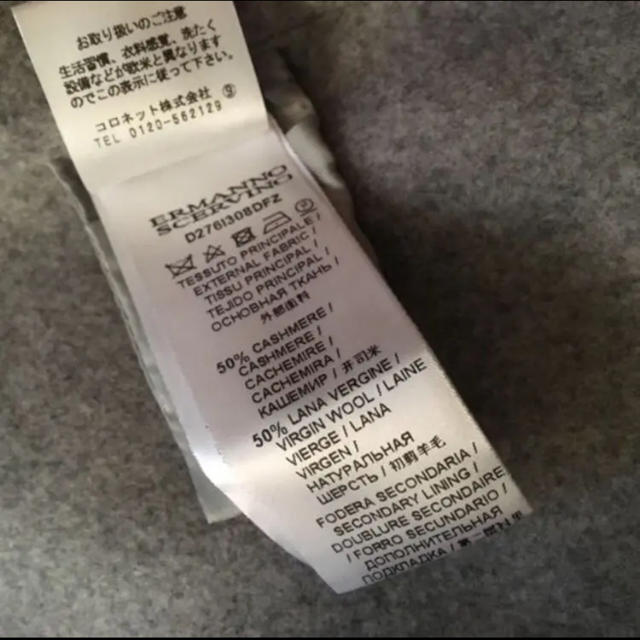 お取り扱いのご注意
生活習慣、衣料感覚、洗たく
設備などが欧米と異なります
のでこの表示に従って下さい。
コロネット株式会社 ⑨
TEL 0120-562129
ERMANNO
SCERVINO
D276I308DFZ
TESSUTO PRINCIPALE /
EXTERNAL FABRIC /
TISSU PRINCIPAL /
TEJIDO PRINCIPAL /
ОСНОВНАЯ ТКАНЬ /
外部面料
50% CASHMERE /
CASHMERE /
CACHEMIRE /
CACHEMIRA /
КАШЕМИР / 开司米
50% LANA VERGINE /
VIRGIN WOOL / LAINE
VIERGE / LANA
VIRGEN /
НАТУРАЛЬНАЯ
ШЕРСТЬ / 初剪羊毛
FODERA SECONDARIA /
SECONDARY LINING /
DOUBLURE SECONDAIRE
/ FORRO SECUNDARIO /
ДОПОЛНИТЕЛЬНАЯ
ПОДКЛАДКА /